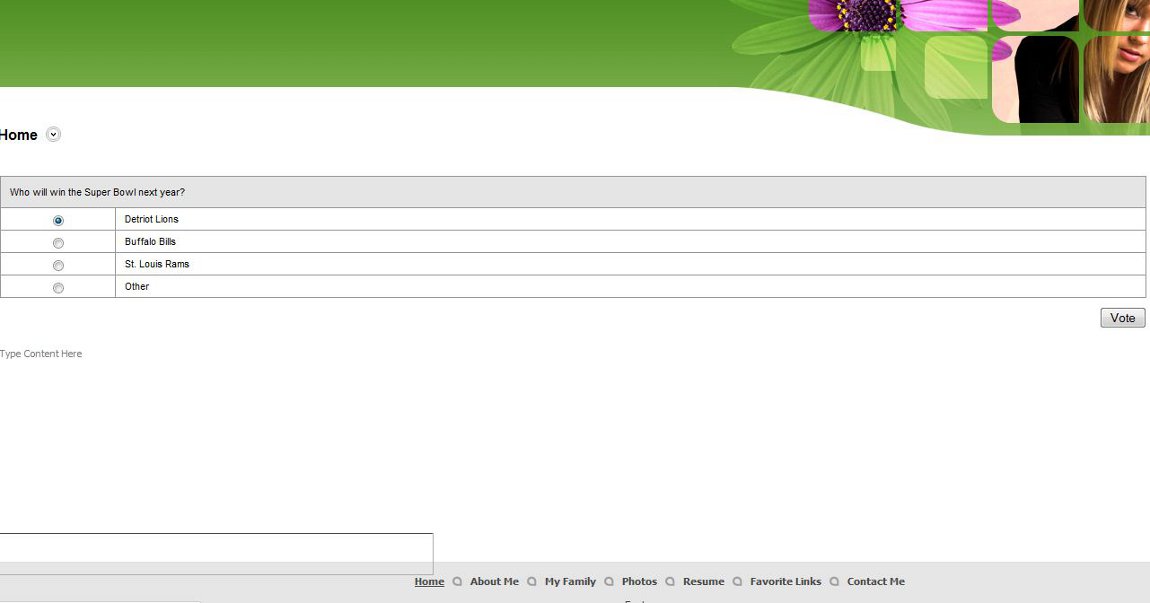 Home
Who will win the Super Bowl next year?
Detriot Lions
Buffalo Bills
St. Louis Rams
Other
Vote
Type Content Here
Home About Me My Family Photos Resume Favorite Links Contact Me